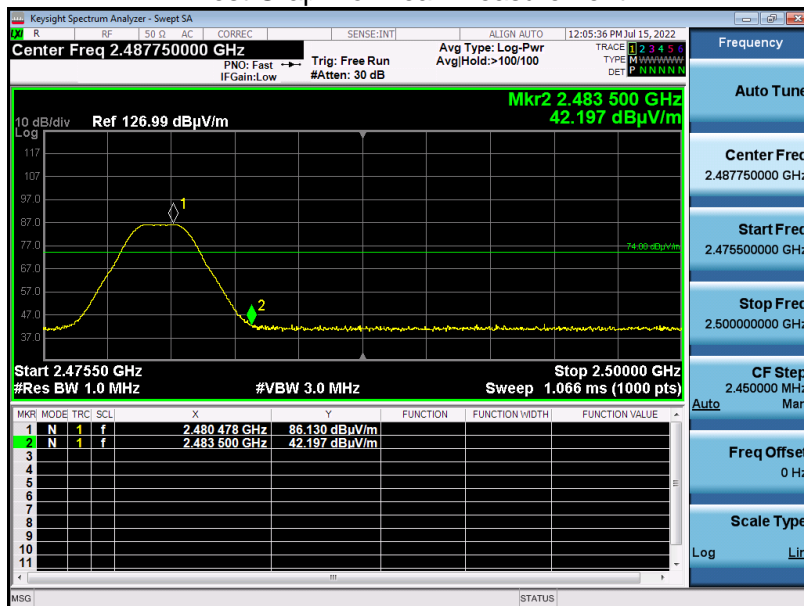 Keysight Spectrum Analyzer - Swept SA
R RF 50 Ω AC CORREC SENSE:INT ALIGN AUTO 12:05:36 PM Jul 15, 2022
Center Freq 2.487750000 GHz
PNO: Fast
IFGain:Low
Trig: Free Run
#Atten: 30 dB
Avg Type: Log-Pwr
Avg|Hold:>100/100
TRACE 1 2 3 4 5 6
TYPE M W W W W W
DET P N N N N N
Mkr2 2.483 500 GHz
42.197 dBµV/m
10 dB/div Ref 126.99 dBµV/m
Log
117
107
97.0
87.0
77.0
67.0
57.0
47.0
37.0
1
74.00 dBµV/m
2
Start 2.47550 GHz Stop 2.50000 GHz
#Res BW 1.0 MHz #VBW 3.0 MHz Sweep 1.066 ms (1000 pts)
MKR MODE TRC SCL X Y FUNCTION FUNCTION WIDTH FUNCTION VALUE
1 N 1 f 2.480 478 GHz 86.130 dBµV/m
2 N 1 f 2.483 500 GHz 42.197 dBµV/m
3
4
5
6
7
8
9
10
11
MSG STATUS
Frequency
Auto Tune
Center Freq
2.487750000 GHz
Start Freq
2.475500000 GHz
Stop Freq
2.500000000 GHz
CF Step
2.450000 MHz
Auto Man
Freq Offset
0 Hz
Scale Type
Log Lin